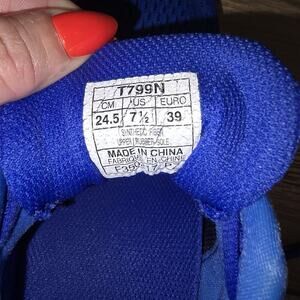 T799N
CM US EURO
24.5 7½ 39
SYNTHETIC FIBER
UPPER RUBBER SOLE
MADE IN CHINA
FABRIQUE EN CHINE